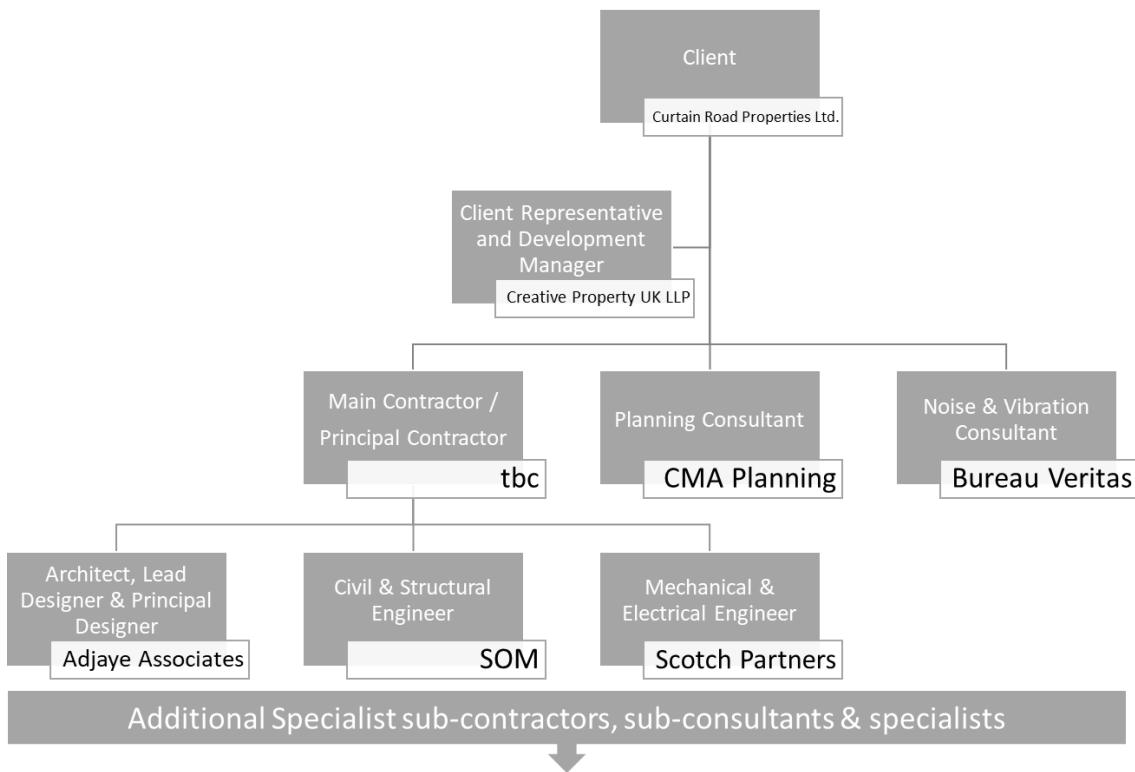 Client
Curtain Road Properties Ltd.
Client Representative
and Development
Manager
Creative Property UK LLP
Main Contractor /
Principal Contractor
tbc
Planning Consultant
CMA Planning
Noise & Vibration
Consultant
Bureau Veritas
Architect, Lead
Designer & Principal
Designer
Adjaye Associates
Civil & Structural
Engineer
SOM
Mechanical &
Electrical Engineer
Scotch Partners
Additional Specialist sub-contractors, sub-consultants & specialists